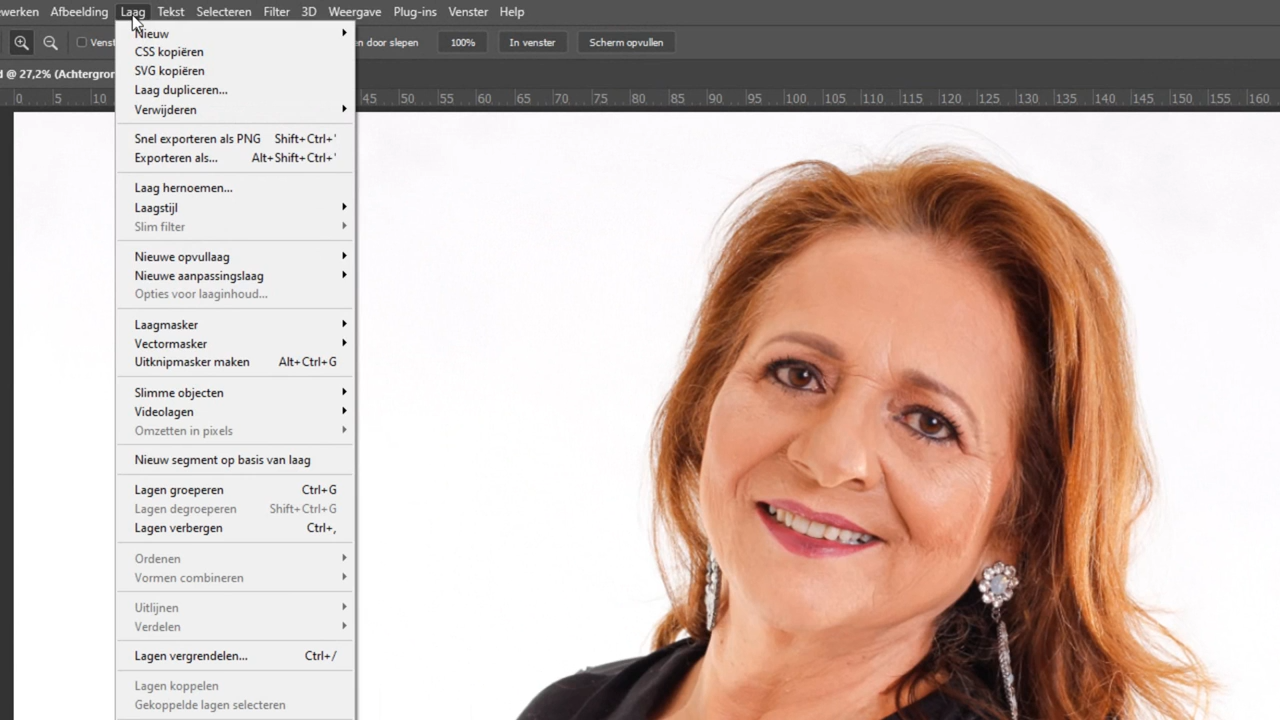 ewerken Afbeelding Laag Tekst Selecteren Filter 3D Weergave Plug-ins Venster Help
Venst en door slepen 100% In venster Scherm opvullen
d @ 27,2% (Achtergron
0 5 10 45 50 55 60 65 70 75 80 85 90 95 100 105 110 115 120 125 130 135 140 145 150 155 160
Nieuw
CSS kopiëren
SVG kopiëren
Laag dupliceren...
Verwijderen
Snel exporteren als PNG Shift+Ctrl+'
Exporteren als... Alt+Shift+Ctrl+'
Laag hernoemen...
Laagstijl
Slim filter
Nieuwe opvullaag
Nieuwe aanpassingslaag
Opties voor laaginhoud...
Laagmasker
Vectormasker
Uitknipmasker maken Alt+Ctrl+G
Slimme objecten
Videolagen
Omzetten in pixels
Nieuw segment op basis van laag
Lagen groeperen Ctrl+G
Lagen degroeperen Shift+Ctrl+G
Lagen verbergen Ctrl+,
Ordenen
Vormen combineren
Uitlijnen
Verdelen
Lagen vergrendelen... Ctrl+/
Lagen koppelen
Gekoppelde lagen selecteren